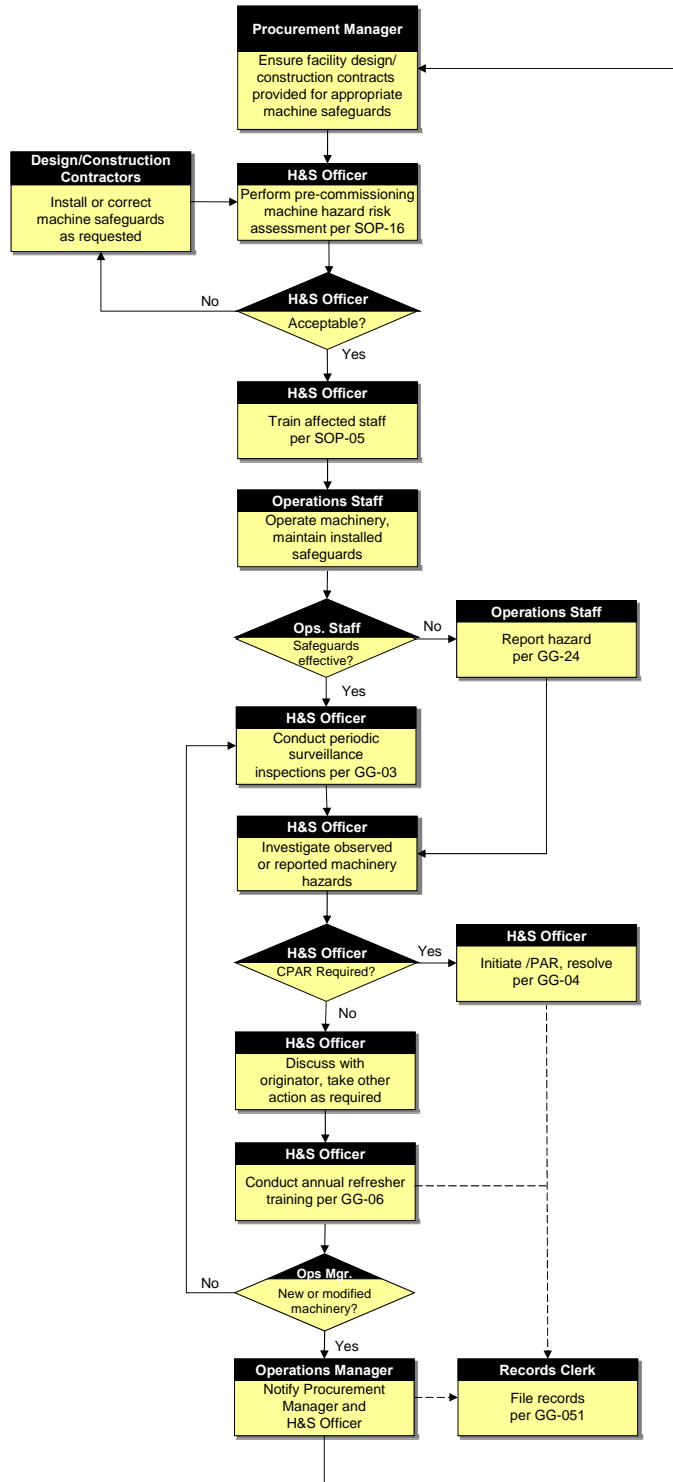 Procurement Manager
Ensure facility design/
construction contracts
provided for appropriate
machine safeguards
Design/Construction
Contractors
Install or correct
machine safeguards
as requested
H&S Officer
Perform pre-commissioning
machine hazard risk
assessment per SOP-16
No
H&S Officer
Acceptable?
Yes
H&S Officer
Train affected staff
per SOP-05
Operations Staff
Operate machinery,
maintain installed
safeguards
Ops. Staff
Safeguards
effective?
No
Operations Staff
Report hazard
per GG-24
Yes
H&S Officer
Conduct periodic
surveillance
inspections per GG-03
H&S Officer
Investigate observed
or reported machinery
hazards
H&S Officer
CPAR Required?
Yes
H&S Officer
Initiate /PAR, resolve
per GG-04
No
H&S Officer
Discuss with
originator, take other
action as required
H&S Officer
Conduct annual refresher
training per GG-06
No
Ops Mgr.
New or modified
machinery?
Yes
Operations Manager
Notify Procurement
Manager and
H&S Officer
Records Clerk
File records
per GG-051